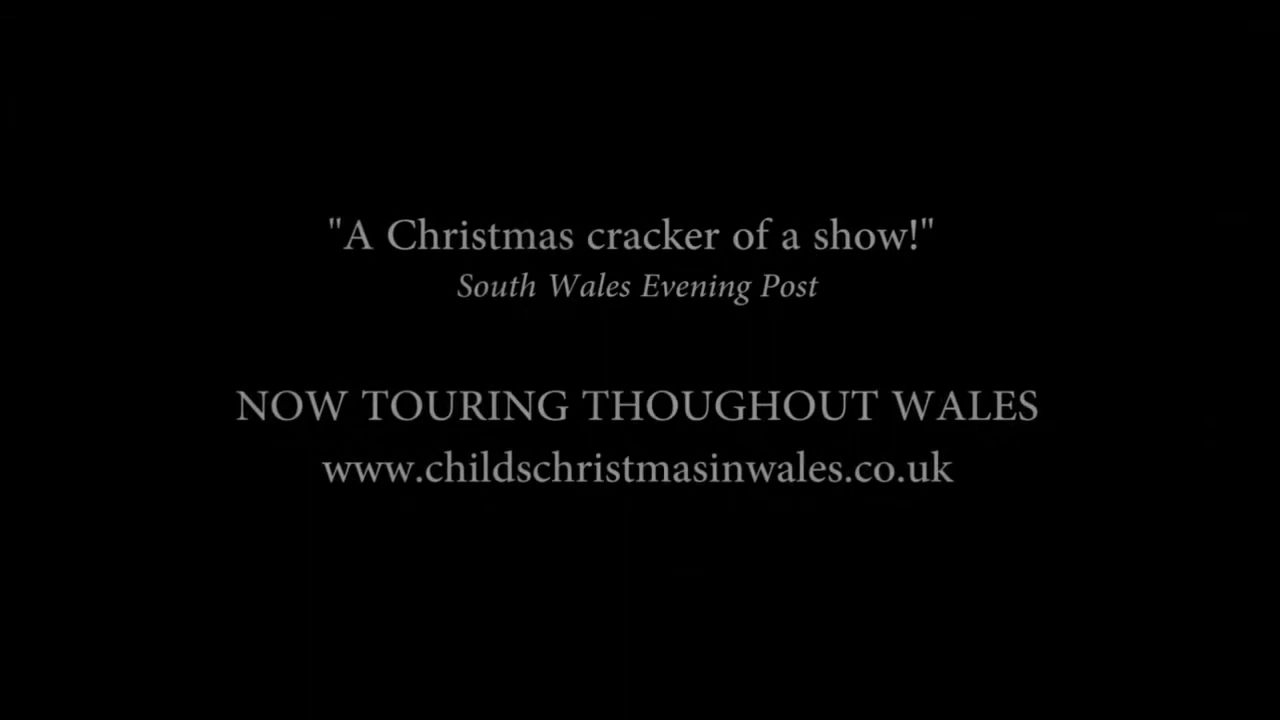 "A Christmas cracker of a show!"
South Wales Evening Post
NOW TOURING THOUGHOUT WALES
www.childschristmasinwales.co.uk